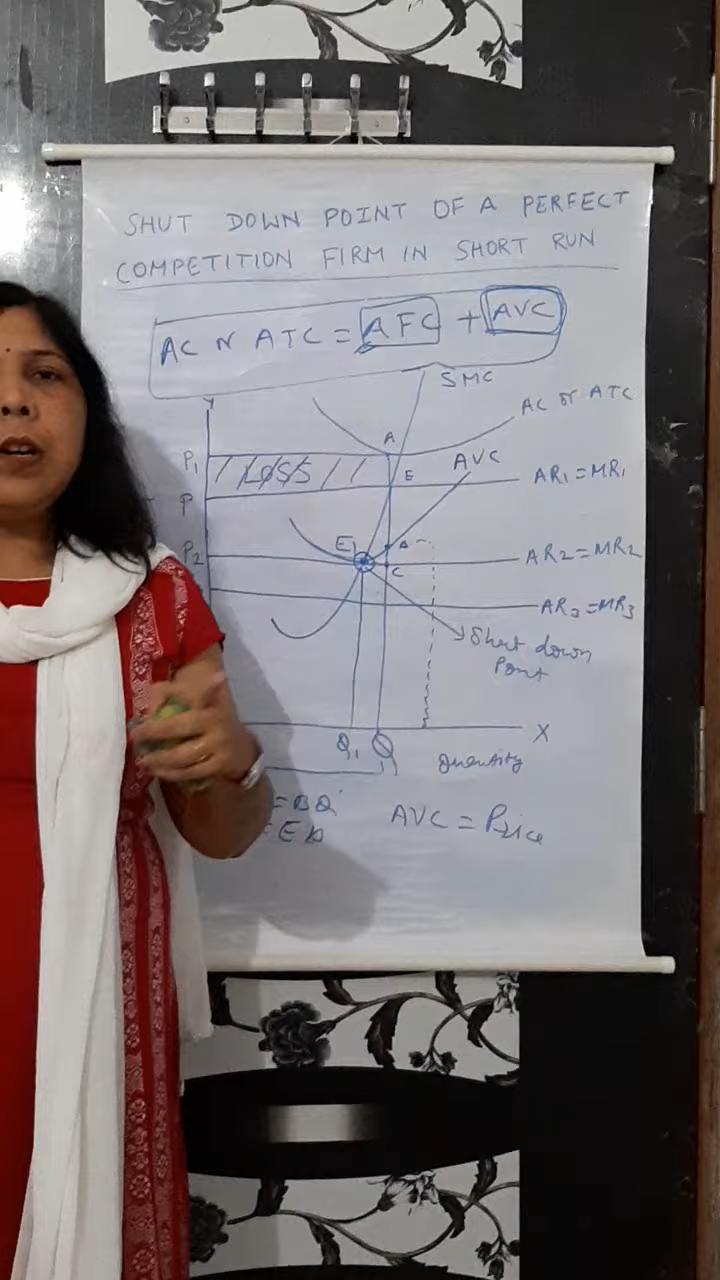 SHUT DOWN POINT OF A PERFECT
COMPETITION FIRM IN SHORT RUN
AC or ATC = AFC + AVC
SMC
Y
AC or ATC
A
P1
LOSS
AVC
E
AR1 = MR1
P
E1
P2
AR2 = MR2
C
AR3 = MR3
Shut down
Point
X
Q1
Q
Quantity
= BQ
AVC = Price